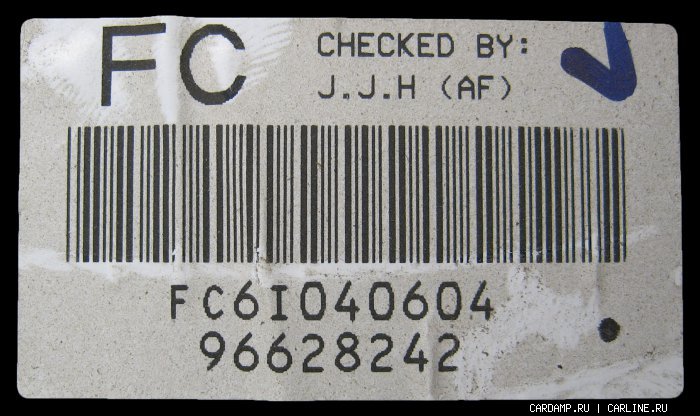 FC
CHECKED BY:
J.J.H (AF)
FC6I040604
96628242
CARDAMP.RU | CARLINE.RU